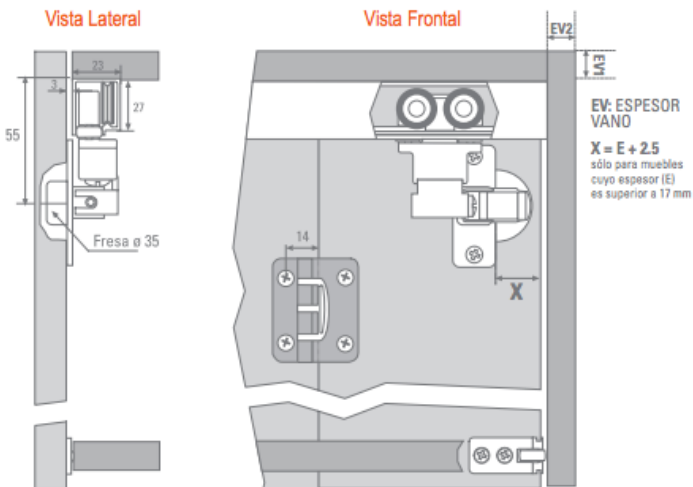 Vista Lateral
Vista Frontal
EV2
EV1
23
3
27
55
EV: ESPESOR
VANO
X = E + 2.5
sólo para muebles
cuyo espesor (E)
es superior a 17 mm
Fresa ø 35
14
X